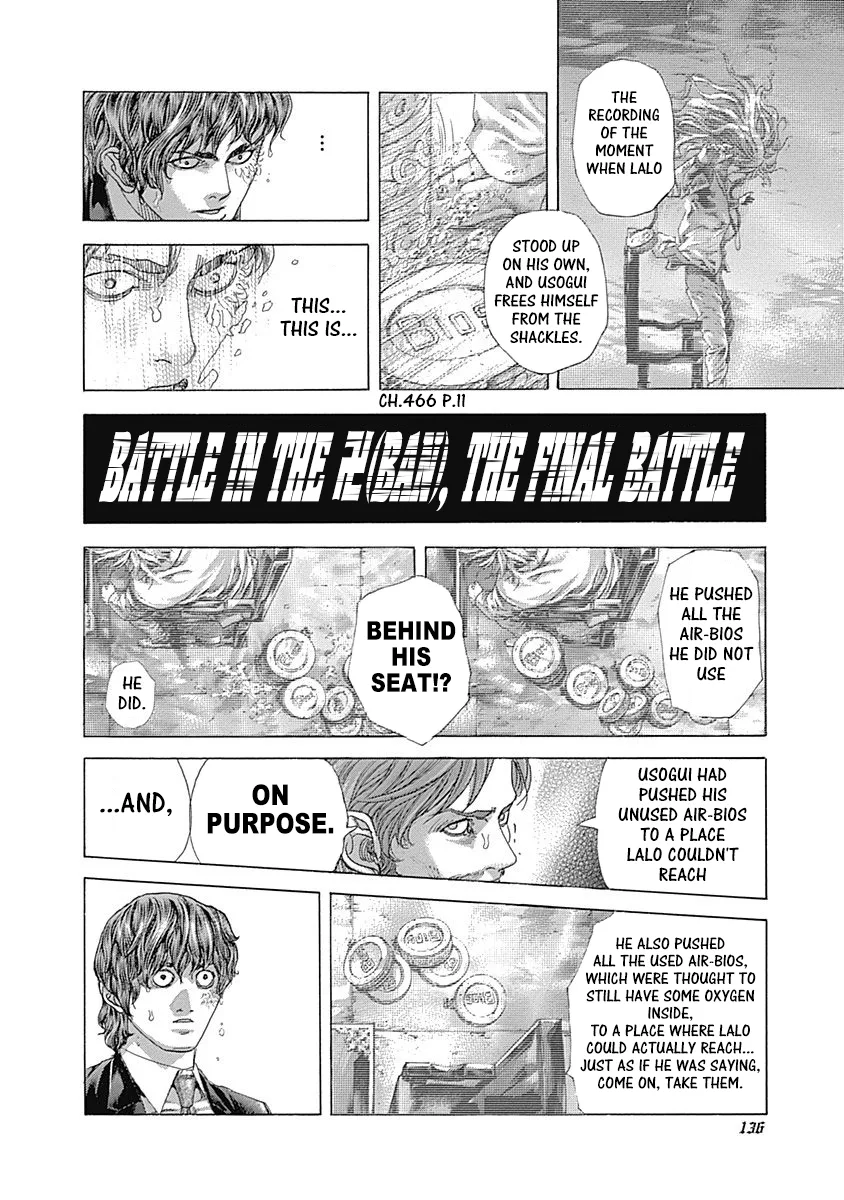 THE
RECORDING
OF THE
MOMENT
WHEN LALO
STOOD UP
ON HIS OWN,
AND USOGUI
FREES HIMSELF
FROM THE
SHACKLES.
Bios
CH.466 P.11
...
THIS...
THIS IS...
BATTLE IN THE 卍(BAN), THE FINAL BATTLE
HE PUSHED
ALL THE
AIR-BIOS
HE DID NOT
USE
BEHIND
HIS
SEAT!?
HE
DID.
USOGUI HAD
PUSHED HIS
UNUSED AIR-BIOS
TO A PLACE
LALO COULDN'T
REACH
ON
PURPOSE.
...AND,
HE ALSO PUSHED
ALL THE USED AIR-BIOS,
WHICH WERE THOUGHT TO
STILL HAVE SOME OXYGEN
INSIDE,
TO A PLACE WHERE LALO
COULD ACTUALLY REACH...
JUST AS IF HE WAS SAYING,
COME ON, TAKE THEM.
136